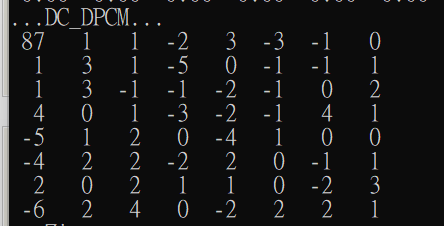 ...DC_DPCM...
87 1 1 -2 3 -3 -1 0
1 3 1 -5 0 -1 -1 1
1 3 -1 -1 -2 -1 0 2
4 0 1 -3 -2 -1 4 1
-5 1 2 0 -4 1 0 0
-4 2 2 -2 2 0 -1 1
2 0 2 1 1 0 -2 3
-6 2 4 0 -2 2 2 1